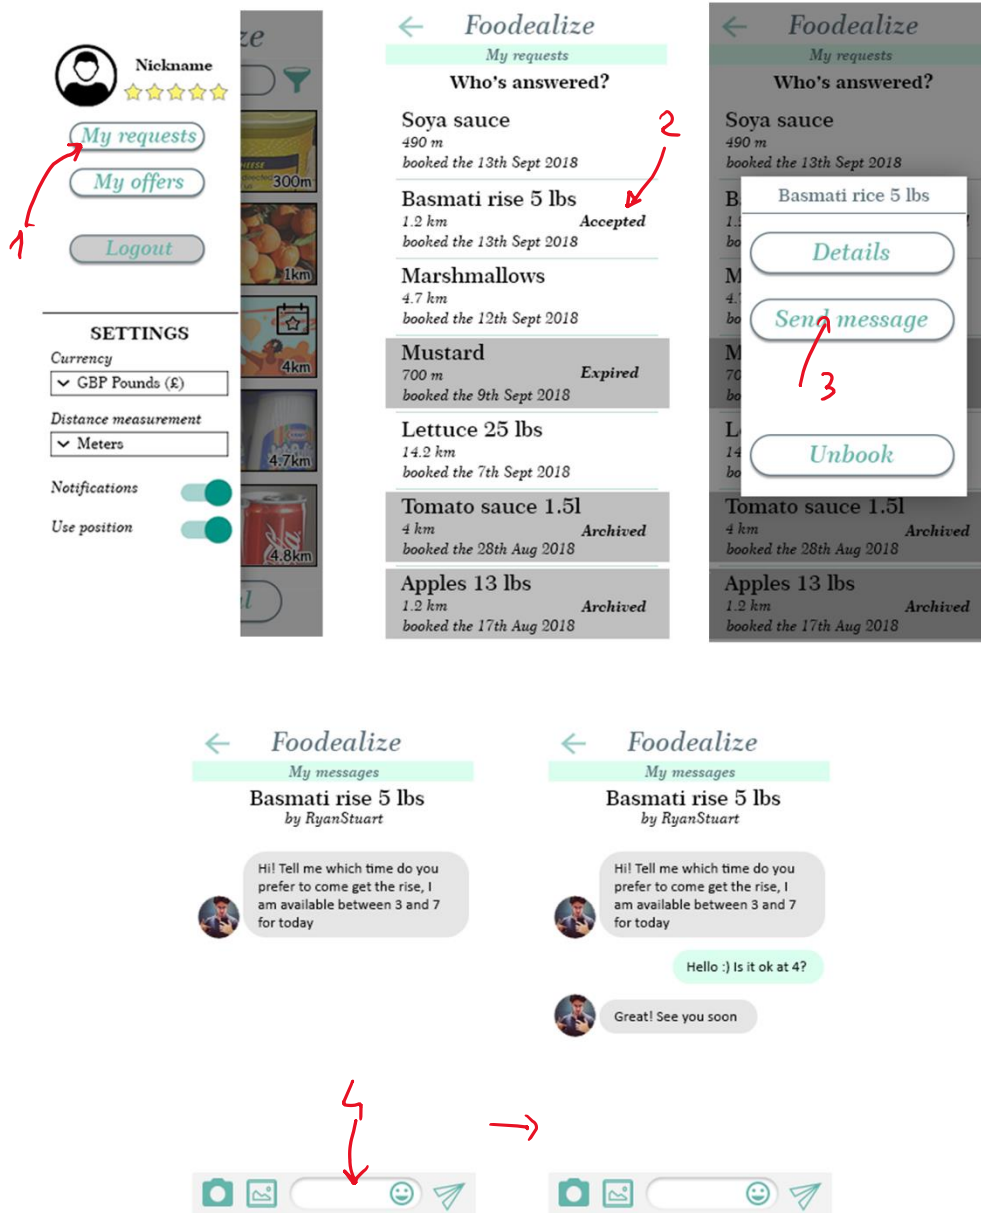 ze
Nickname
My requests
My offers
Logout
1
SETTINGS
Currency
GBP Pounds (£)
Distance measurement
Meters
Notifications
Use position
300m
1km
4km
4.7km
4.8km
Foodealize
My requests
Who's answered?
Soya sauce
490 m
booked the 13th Sept 2018
2
Basmati rise 5 lbs
1.2 km Accepted
booked the 13th Sept 2018
Marshmallows
4.7 km
booked the 12th Sept 2018
Mustard
700 m Expired
booked the 9th Sept 2018
Lettuce 25 lbs
14.2 km
booked the 7th Sept 2018
Tomato sauce 1.5l
4 km Archived
booked the 28th Aug 2018
Apples 13 lbs
1.2 km Archived
booked the 17th Aug 2018
Foodealize
My requests
Who's answered?
Soya sauce
490 m
booked the 13th Sept 2018
Basmati rice 5 lbs
Details
Send message
3
Unbook
Tomato sauce 1.5l
4 km Archived
booked the 28th Aug 2018
Apples 13 lbs
1.2 km Archived
booked the 17th Aug 2018
Foodealize
My messages
Basmati rise 5 lbs
by RyanStuart
Hi! Tell me which time do you
prefer to come get the rise, I
am available between 3 and 7
for today
4
Foodealize
My messages
Basmati rise 5 lbs
by RyanStuart
Hi! Tell me which time do you
prefer to come get the rise, I
am available between 3 and 7
for today
Hello :) Is it ok at 4?
Great! See you soon